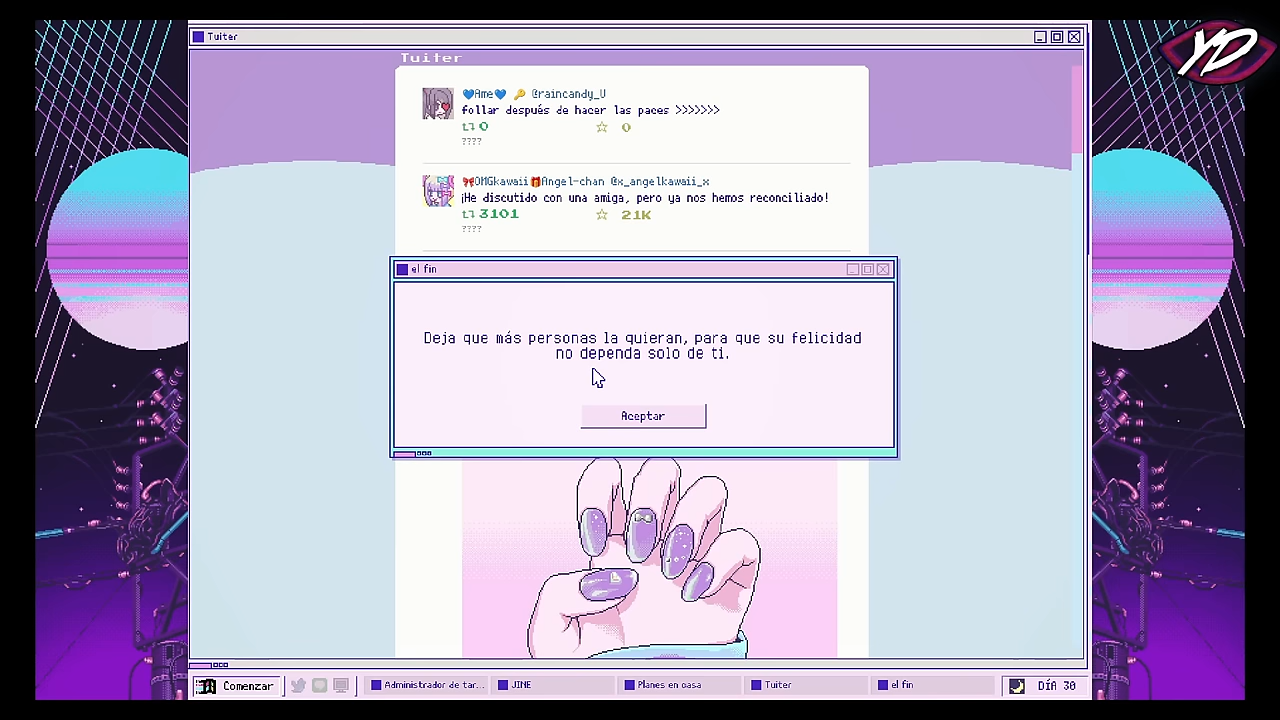 Tuiter
YD
Tuiter
💙Ame💙 🔑 @raincandy_U
follar después de hacer las paces >>>>>>>
0 0
????
🎀OMGkawaii🎁Angel-chan @x_angelkawaii_x
¡He discutido con una amiga, pero ya nos hemos reconciliado!
3101 21K
????
el fin
Deja que más personas la quieran, para que su felicidad
no dependa solo de ti.
Aceptar
Comenzar Administrador de tar... JINE Planes en casa Tuiter el fin DÍA 30